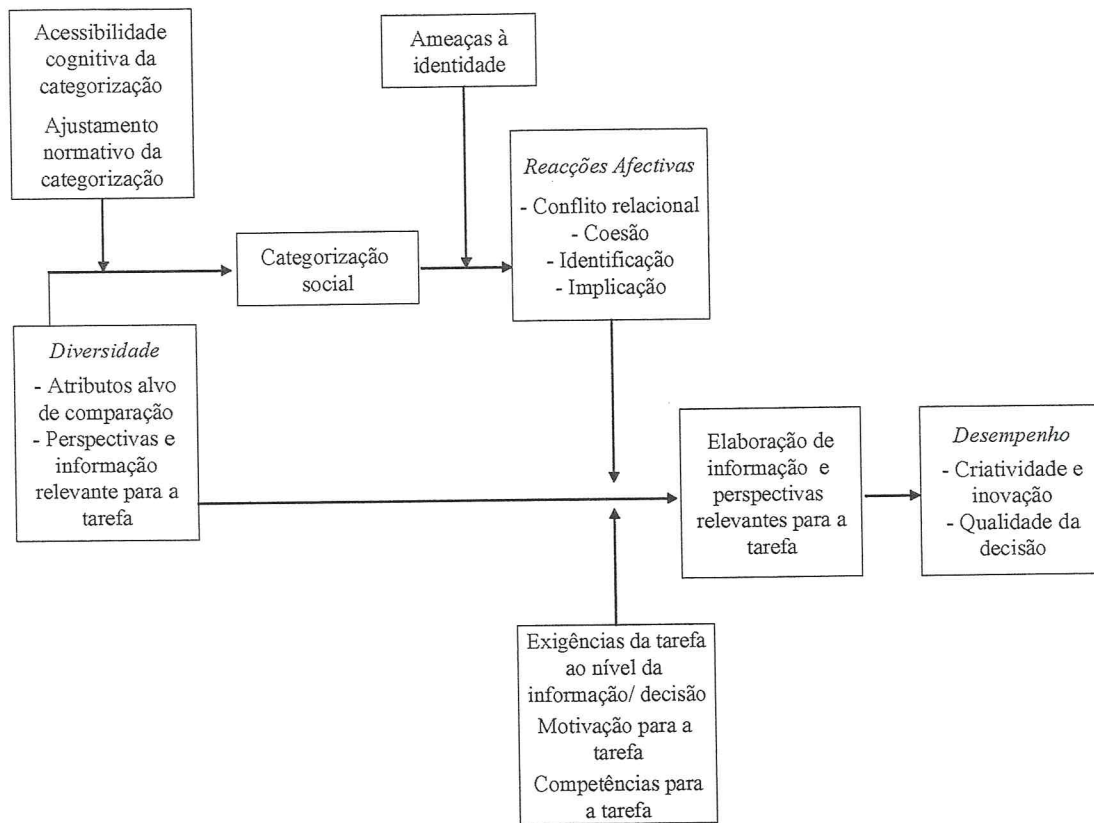 Acessibilidade
cognitiva da
categorização
Ajustamento
normativo da
categorização
Ameaças à
identidade
Reacções Afectivas
- Conflito relacional
- Coesão
- Identificação
- Implicação
Categorização
social
Diversidade
- Atributos alvo
de comparação
- Perspectivas e
informação
relevante para a
tarefa
Elaboração de
informação e
perspectivas
relevantes para a
tarefa
Desempenho
- Criatividade e
inovação
- Qualidade da
decisão
Exigências da tarefa
ao nível da
informação/ decisão
Motivação para a
tarefa
Competências para
a tarefa